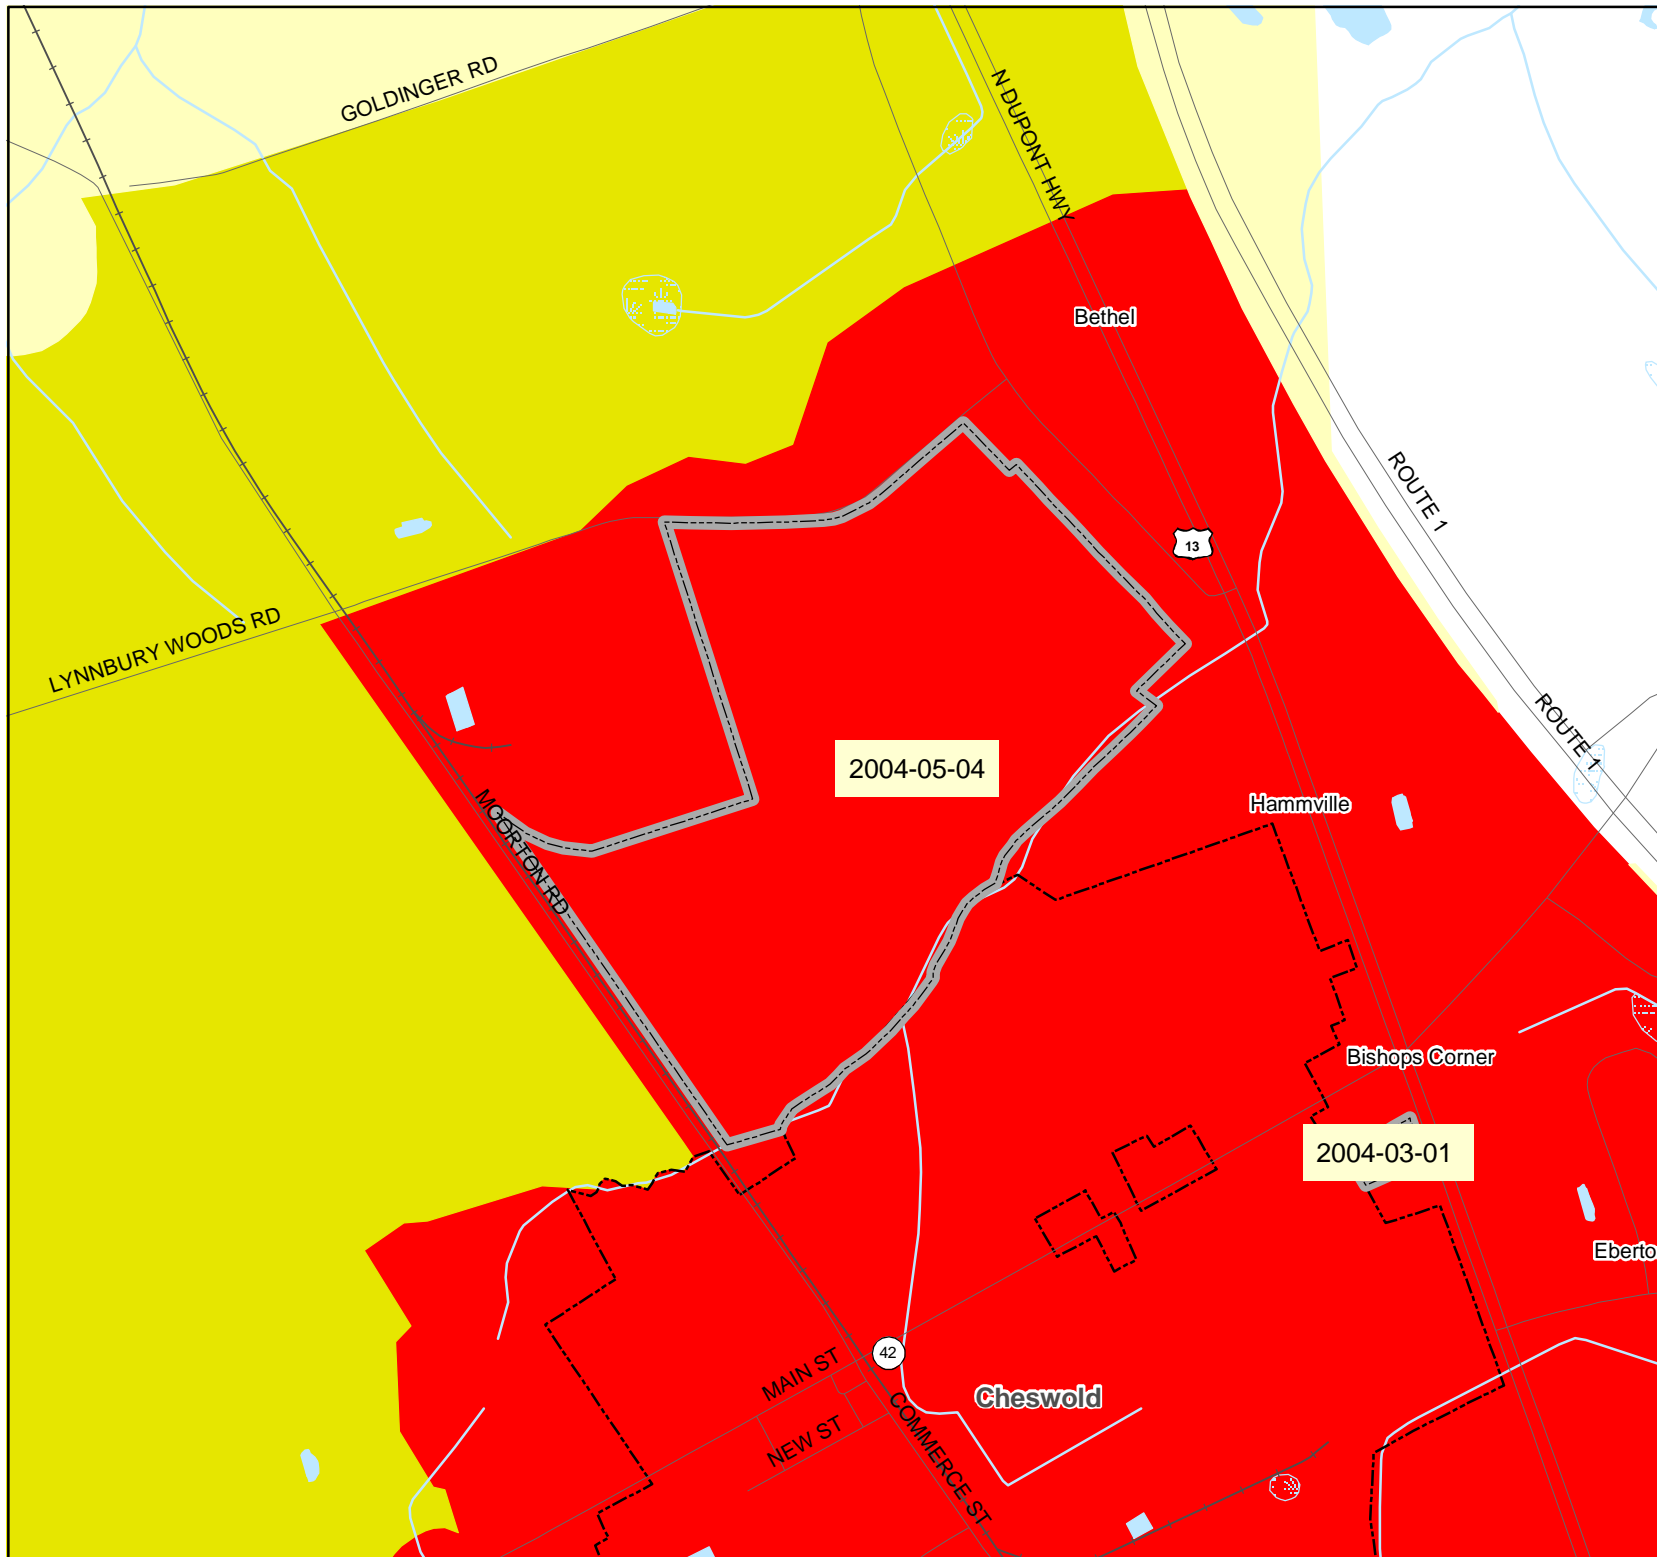 GOLDINGER RD
N DUPONT HWY
Bethel
ROUTE 1
13
LYNNBURY WOODS RD
ROUTE 1
2004-05-04
Hammville
MOORTON RD
Bishops Corner
2004-03-01
Eberto
42
MAIN ST
Cheswold
COMMERCE ST
NEW ST